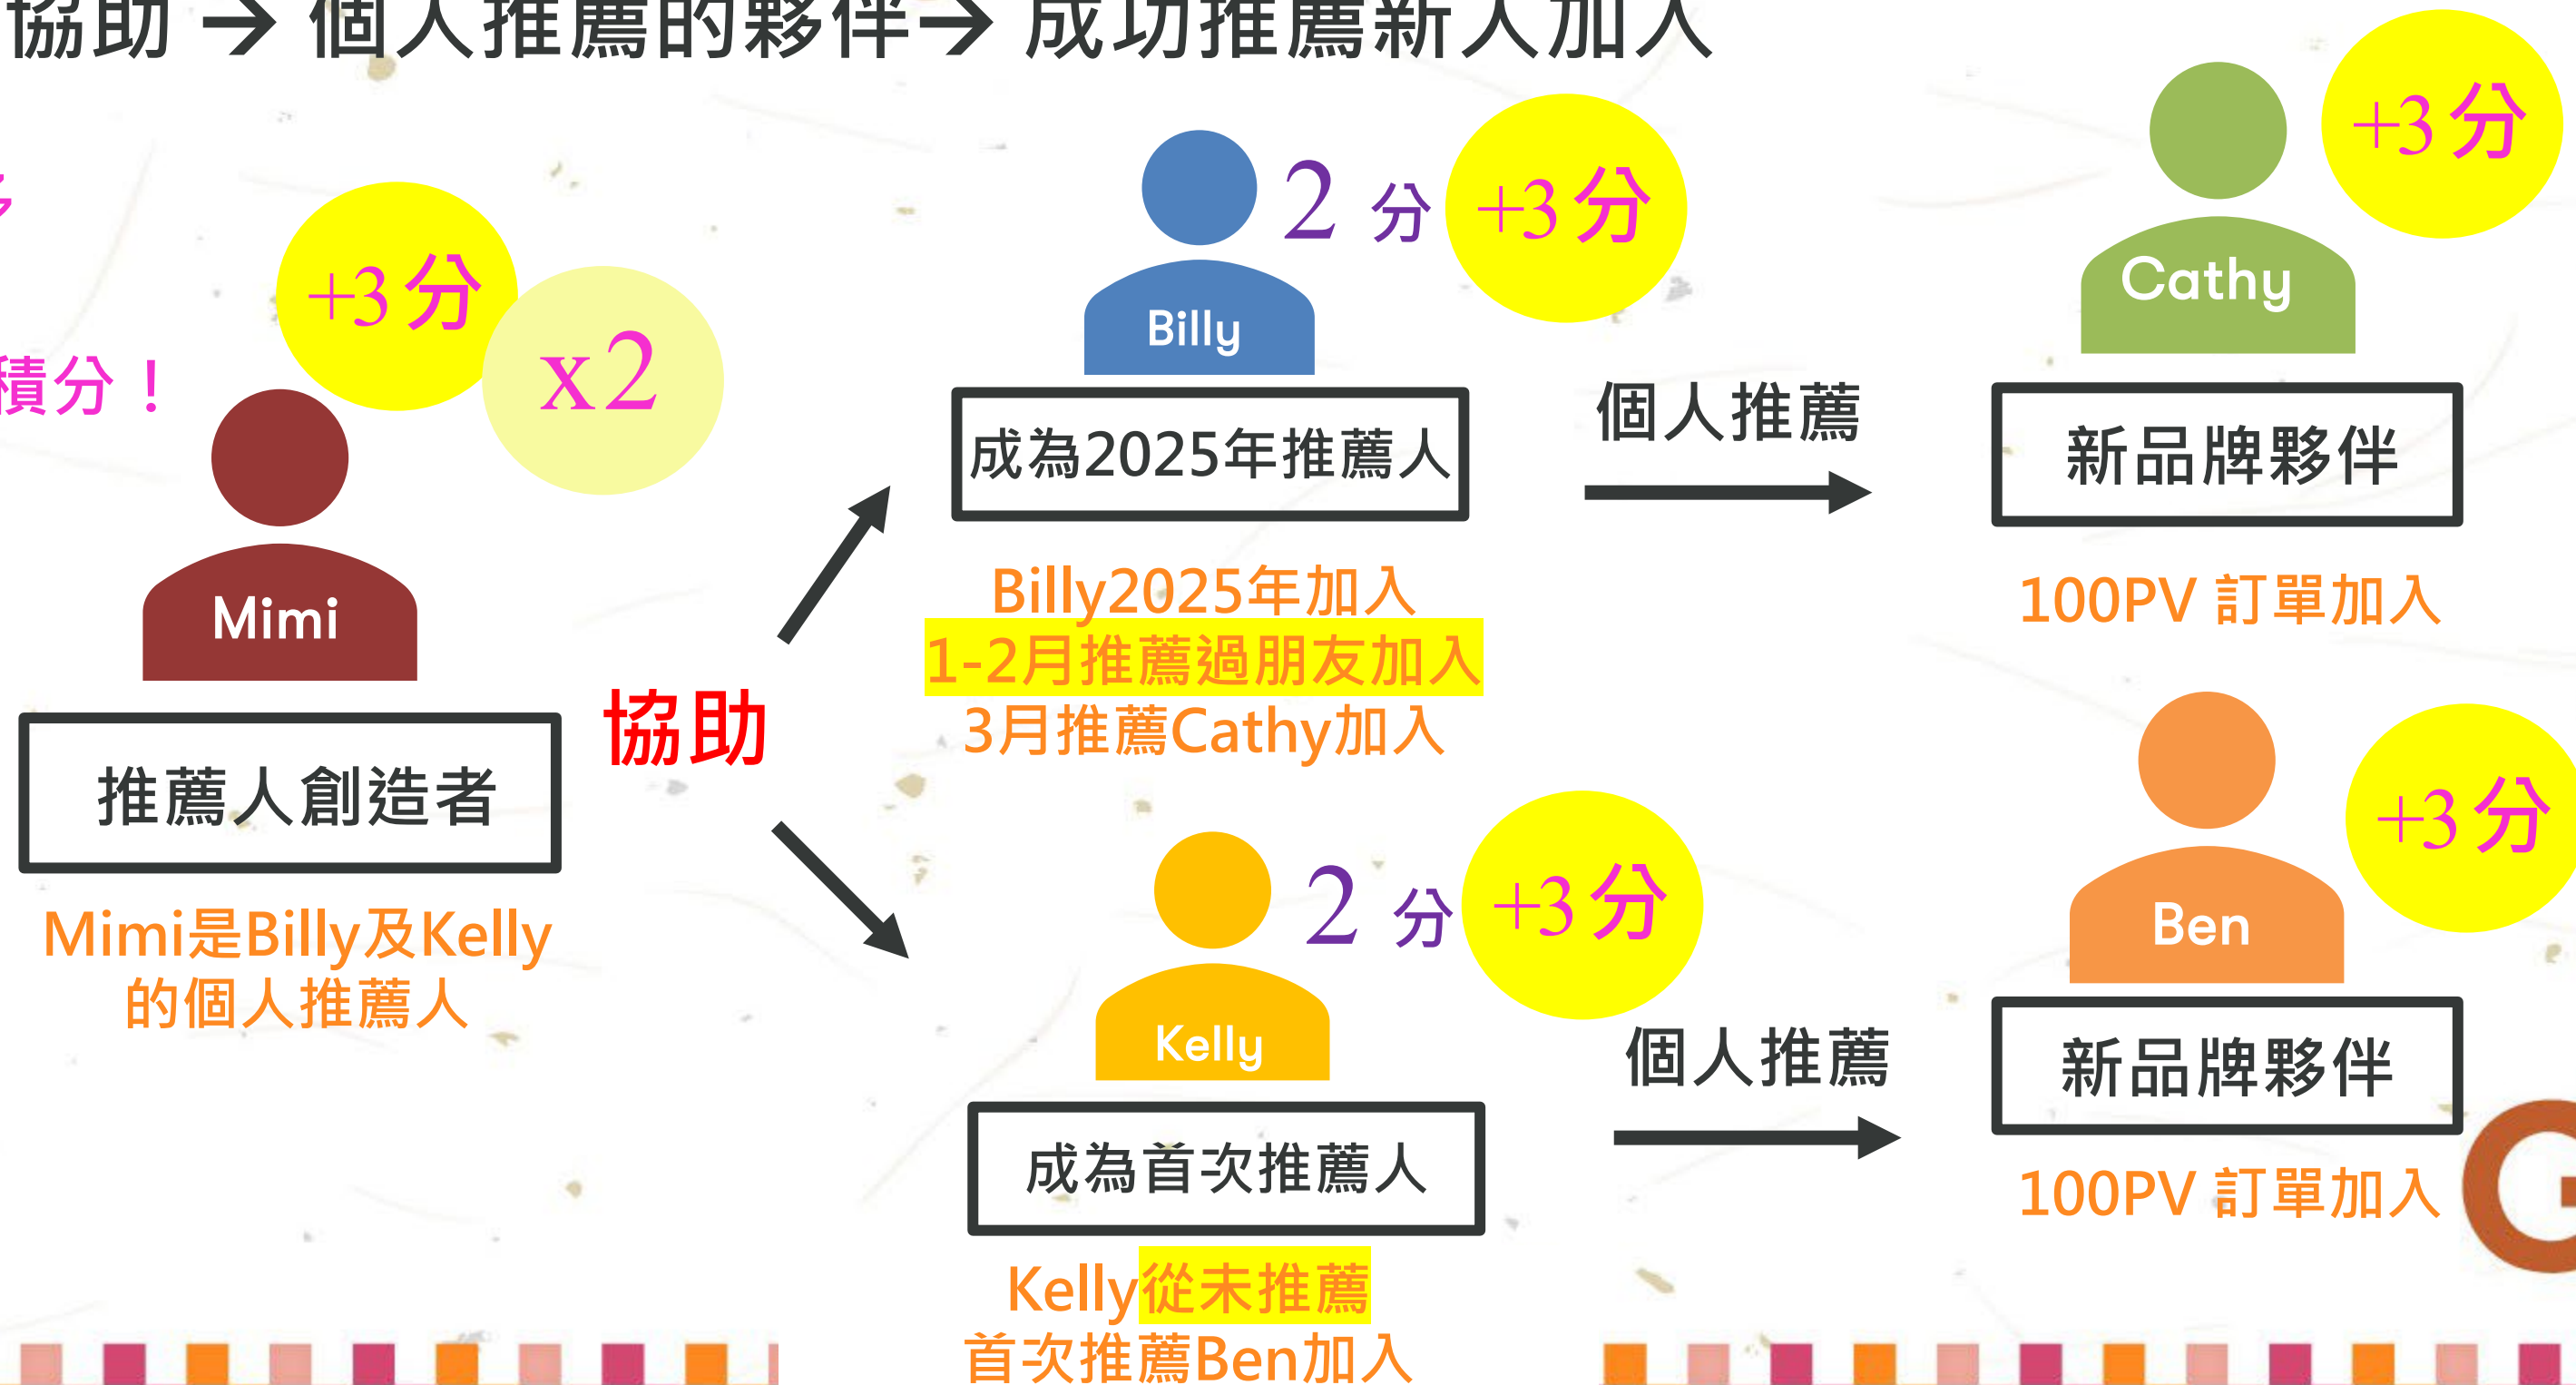 協助 → 個人推薦的夥伴→ 成功推薦新人加入
積分！
+3分
x2
Mimi
推薦人創造者
Mimi是Billy及Kelly
的個人推薦人
協助
2 分
+3分
Billy
成為2025年推薦人
Billy2025年加入
1-2月推薦過朋友加入
3月推薦Cathy加入
個人推薦
+3分
Cathy
新品牌夥伴
100PV 訂單加入
2 分
+3分
Kelly
成為首次推薦人
Kelly從未推薦
首次推薦Ben加入
個人推薦
+3分
Ben
新品牌夥伴
100PV 訂單加入